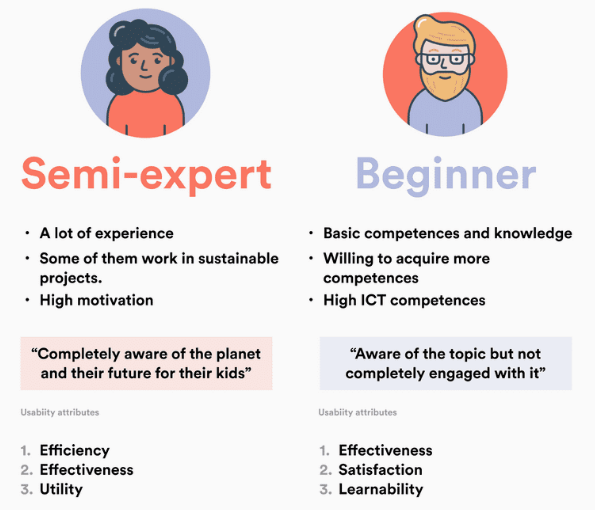 Semi-expert
• A lot of experience
• Some of them work in sustainable
projects.
• High motivation
“Completely aware of the planet
and their future for their kids”
Usabiity attributes
1. Efficiency
2. Effectiveness
3. Utility
Beginner
• Basic competences and knowledge
• Willing to acquire more
competences
• High ICT competences
“Aware of the topic but not
completely engaged with it”
Usabiity attributes
1. Effectiveness
2. Satisfaction
3. Learnability